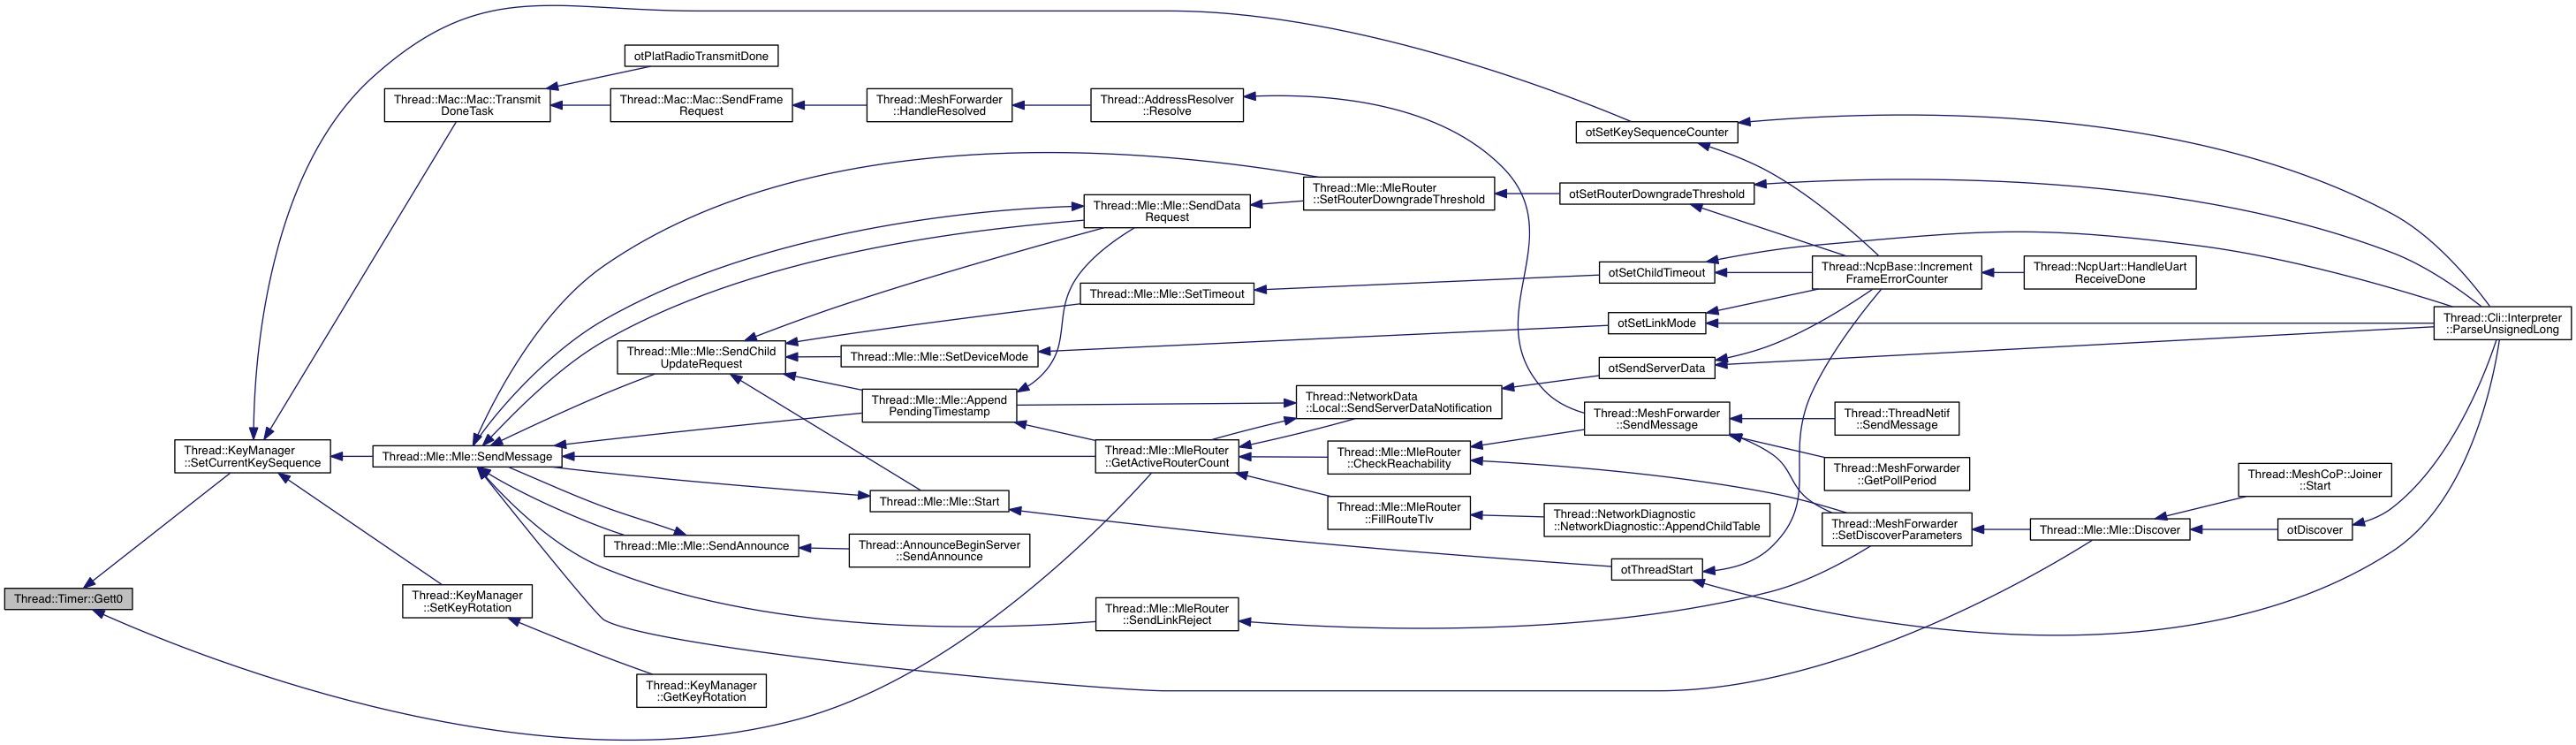 otPlatRadioTransmitDone
Thread::Mac::Mac::Transmit
DoneTask
Thread::Mac::Mac::SendFrame
Request
Thread::MeshForwarder
::HandleResolved
Thread::AddressResolver
::Resolve
otSetKeySequenceCounter
Thread::Mle::MleRouter
::SetRouterDowngradeThreshold
otSetRouterDowngradeThreshold
Thread::Mle::Mle::SendData
Request
otSetChildTimeout
Thread::NcpBase::Increment
FrameErrorCounter
Thread::NcpUart::HandleUart
ReceiveDone
Thread::Mle::Mle::SetTimeout
otSetLinkMode
Thread::Cli::Interpreter
::ParseUnsignedLong
Thread::Mle::Mle::SendChild
UpdateRequest
Thread::Mle::Mle::SetDeviceMode
otSendServerData
Thread::Mle::Mle::Append
PendingTimestamp
Thread::NetworkData
::Local::SendServerDataNotification
Thread::MeshForwarder
::SendMessage
Thread::ThreadNetif
::SendMessage
Thread::KeyManager
::SetCurrentKeySequence
Thread::Mle::Mle::SendMessage
Thread::Mle::MleRouter
::GetActiveRouterCount
Thread::Mle::MleRouter
::CheckReachability
Thread::MeshForwarder
::GetPollPeriod
Thread::MeshCoP::Joiner
::Start
Thread::Mle::Mle::Start
Thread::Mle::MleRouter
::FillRouteTlv
Thread::NetworkDiagnostic
::NetworkDiagnostic::AppendChildTable
Thread::MeshForwarder
::SetDiscoverParameters
Thread::Mle::Mle::Discover
otDiscover
Thread::Mle::Mle::SendAnnounce
Thread::AnnounceBeginServer
::SendAnnounce
otThreadStart
Thread::Timer::Gett0
Thread::KeyManager
::SetKeyRotation
Thread::Mle::MleRouter
::SendLinkReject
Thread::KeyManager
::GetKeyRotation